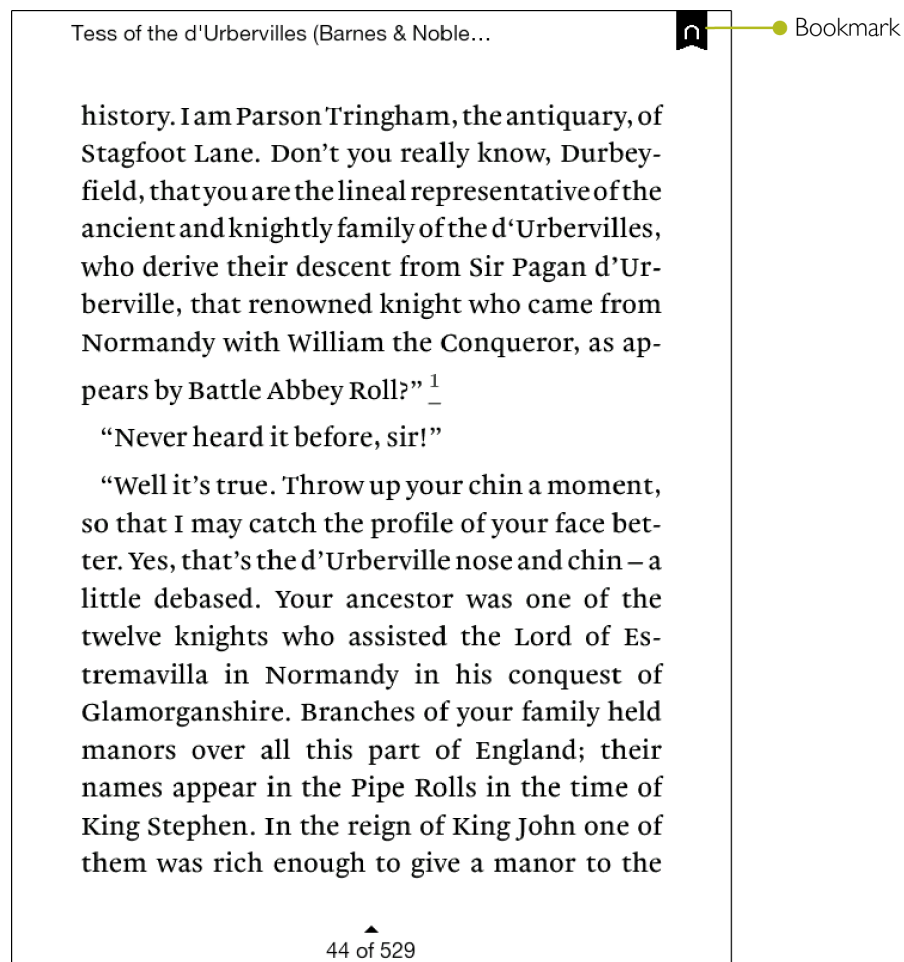 Tess of the d'Urbervilles (Barnes & Noble...
Bookmark
history. I am Parson Tringham, the antiquary, of
Stagfoot Lane. Don’t you really know, Durbey-
field, that you are the lineal representative of the
ancient and knightly family of the d‘Urbervilles,
who derive their descent from Sir Pagan d’Ur-
berville, that renowned knight who came from
Normandy with William the Conqueror, as ap-
pears by Battle Abbey Roll?” 1
“Never heard it before, sir!”
“Well it’s true. Throw up your chin a moment,
so that I may catch the profile of your face bet-
ter. Yes, that’s the d’Urberville nose and chin – a
little debased. Your ancestor was one of the
twelve knights who assisted the Lord of Es-
tremavilla in Normandy in his conquest of
Glamorganshire. Branches of your family held
manors over all this part of England; their
names appear in the Pipe Rolls in the time of
King Stephen. In the reign of King John one of
them was rich enough to give a manor to the
44 of 529